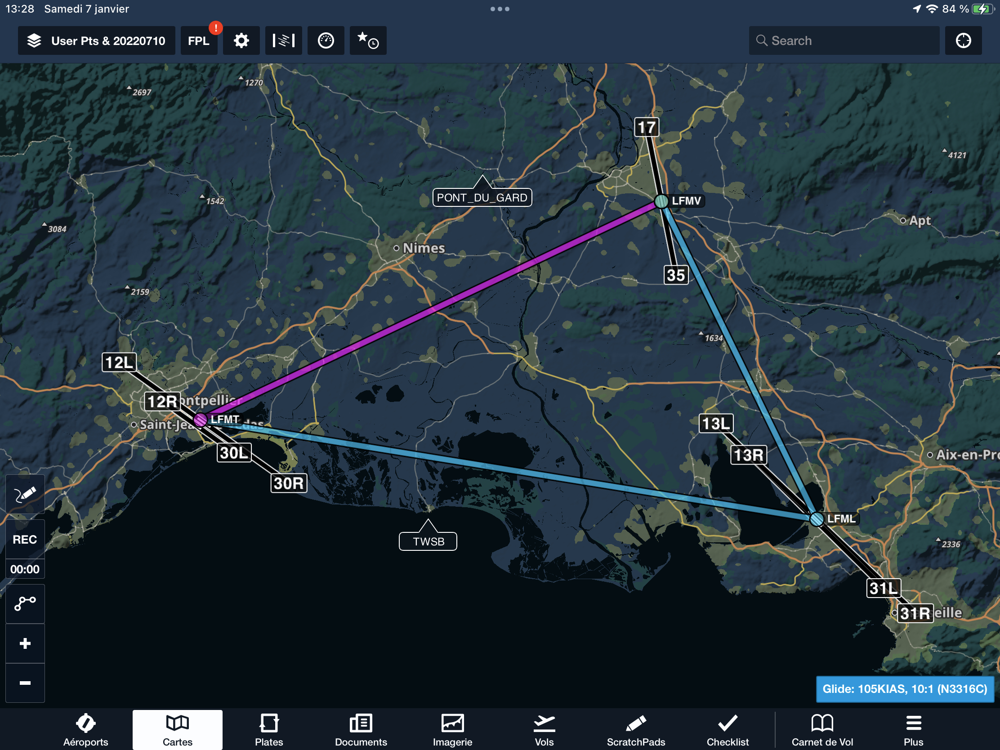 13:28 Samedi 7 janvier
84 %
User Pts & 20220710
FPL
!
Search
1270
2697
17
4121
PONT_DU_GARD
LFMV
1542
Apt
3084
Nimes
35
2159
1634
12L
12R
ontpellier
LFMT
Saint-Jea
das
13L
13R
30L
Aix-en-Pro
30R
LFML
REC
TWSB
2336
00:00
31L
31R
eille
Glide: 105KIAS, 10:1 (N3316C)
Aéroports
Cartes
Plates
Documents
Imagerie
Vols
ScratchPads
Checklist
Carnet de Vol
Plus